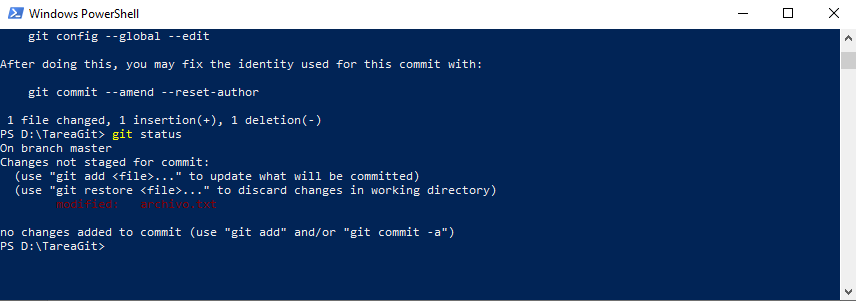 Windows PowerShell
git config --global --edit
After doing this, you may fix the identity used for this commit with:
git commit --amend --reset-author
1 file changed, 1 insertion(+), 1 deletion(-)
PS D:\TareaGit> git status
On branch master
Changes not staged for commit:
(use "git add <file>..." to update what will be committed)
(use "git restore <file>..." to discard changes in working directory)
modified:   archivo.txt
no changes added to commit (use "git add" and/or "git commit -a")
PS D:\TareaGit>